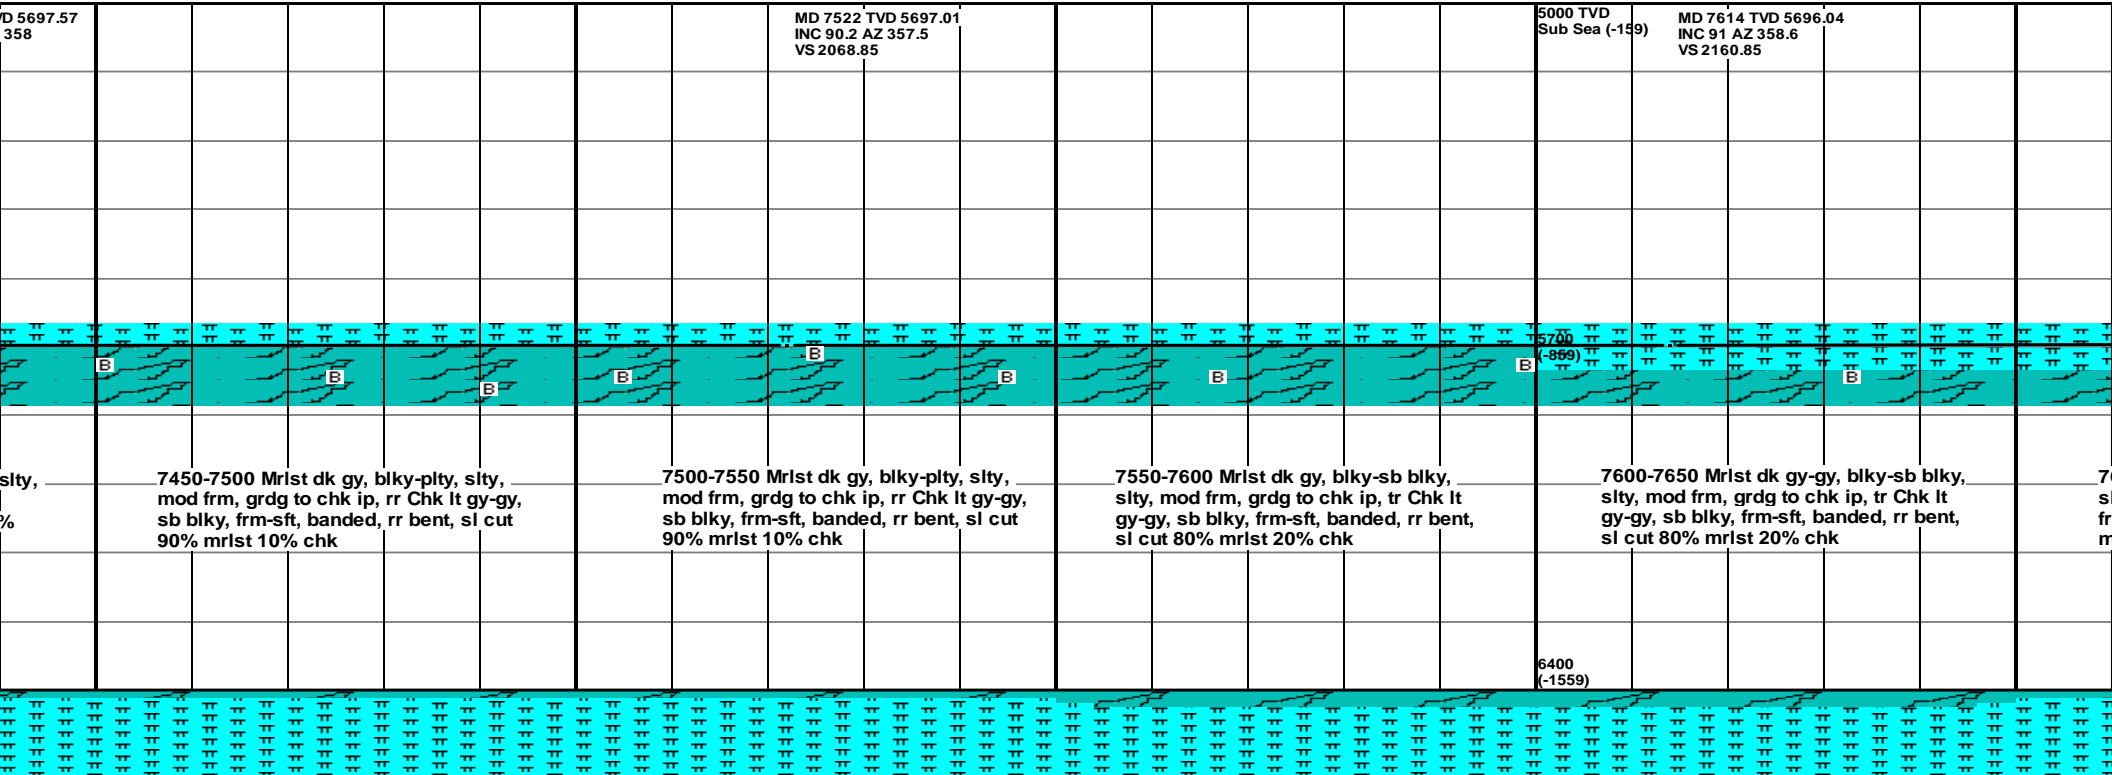 /D 5697.57
358
MD 7522 TVD 5697.01
INC 90.2 AZ 357.5
VS 2068.85
5000 TVD
Sub Sea (-159)
MD 7614 TVD 5696.04
INC 91 AZ 358.6
VS 2160.85
5700
(-859)
B
B
B
B
B
B
B
B
B
slty,
%
7450-7500 Mrlst dk gy, blky-plty, slty,
mod frm, grdg to chk ip, rr Chk lt gy-gy,
sb blky, frm-sft, banded, rr bent, sl cut
90% mrlst 10% chk
7500-7550 Mrlst dk gy, blky-plty, slty,
mod frm, grdg to chk ip, rr Chk lt gy-gy,
sb blky, frm-sft, banded, rr bent, sl cut
90% mrlst 10% chk
7550-7600 Mrlst dk gy, blky-sb blky,
slty, mod frm, grdg to chk ip, tr Chk lt
gy-gy, sb blky, frm-sft, banded, rr bent,
sl cut 80% mrlst 20% chk
7600-7650 Mrlst dk gy-gy, blky-sb blky,
slty, mod frm, grdg to chk ip, tr Chk lt
gy-gy, sb blky, frm-sft, banded, rr bent,
sl cut 80% mrlst 20% chk
6400
(-1559)